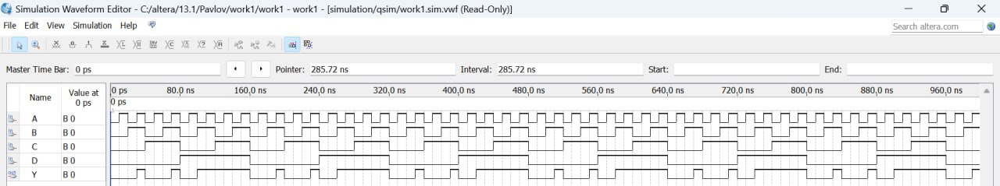 Simulation Waveform Editor - C:/altera/13.1/Pavlov/work1/work1 - work1 - [simulation/qsim/work1.sim.vwf (Read-Only)]
File Edit View Simulation Help
Search altera.com
Master Time Bar: 0 ps Pointer: 285.72 ns Interval: 285.72 ns Start: End:
Name Value at 0 ps
0 ps 80.0 ns 160.0 ns 240.0 ns 320.0 ns 400.0 ns 480.0 ns 560.0 ns 640.0 ns 720.0 ns 800.0 ns 880.0 ns 960.0 ns
0 ps
A B 0
B B 0
C B 0
D B 0
Y B 0